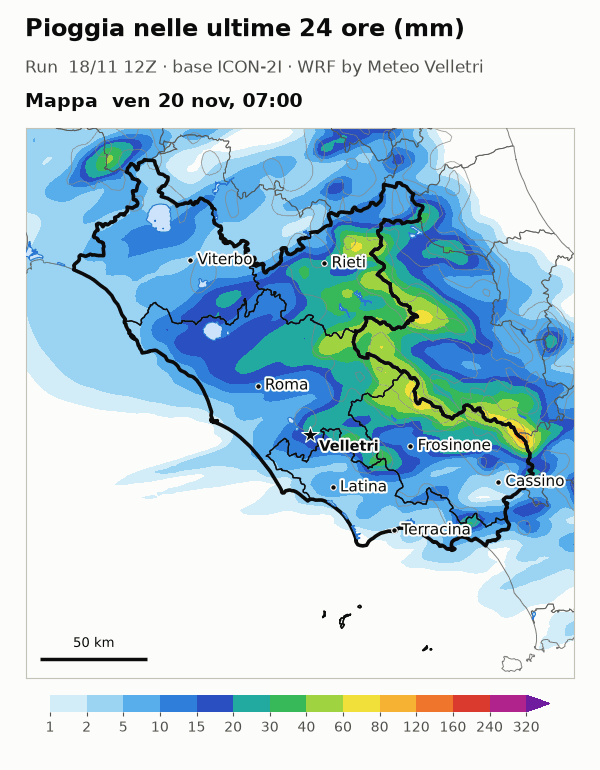 Pioggia nelle ultime 24 ore (mm)
Run  18/11 12Z · base ICON-2I · WRF by Meteo Velletri
Mappa  ven 20 nov, 07:00
Viterbo
Rieti
Roma
Velletri
Frosinone
Latina
Cassino
Terracina
50 km
1 2 5 10 15 20 30 40 60 80 120 160 240 320